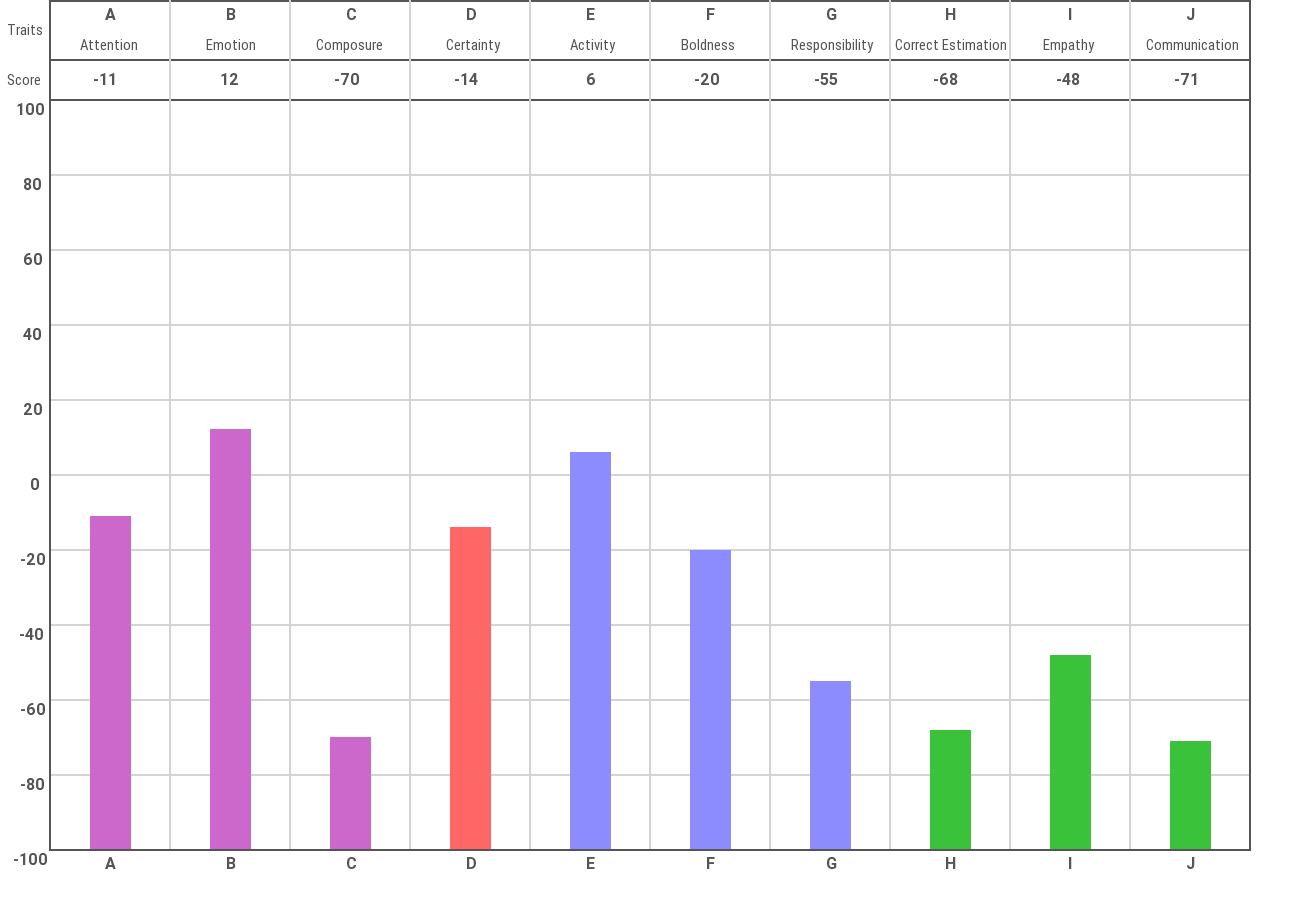 A B C D E F G H I J
Traits
Attention Emotion Composure Certainty Activity Boldness Responsibility Correct Estimation Empathy Communication
Score -11 12 -70 -14 6 -20 -55 -68 -48 -71
100
80
60
40
20
0
-20
-40
-60
-80
-100
A B C D E F G H I J